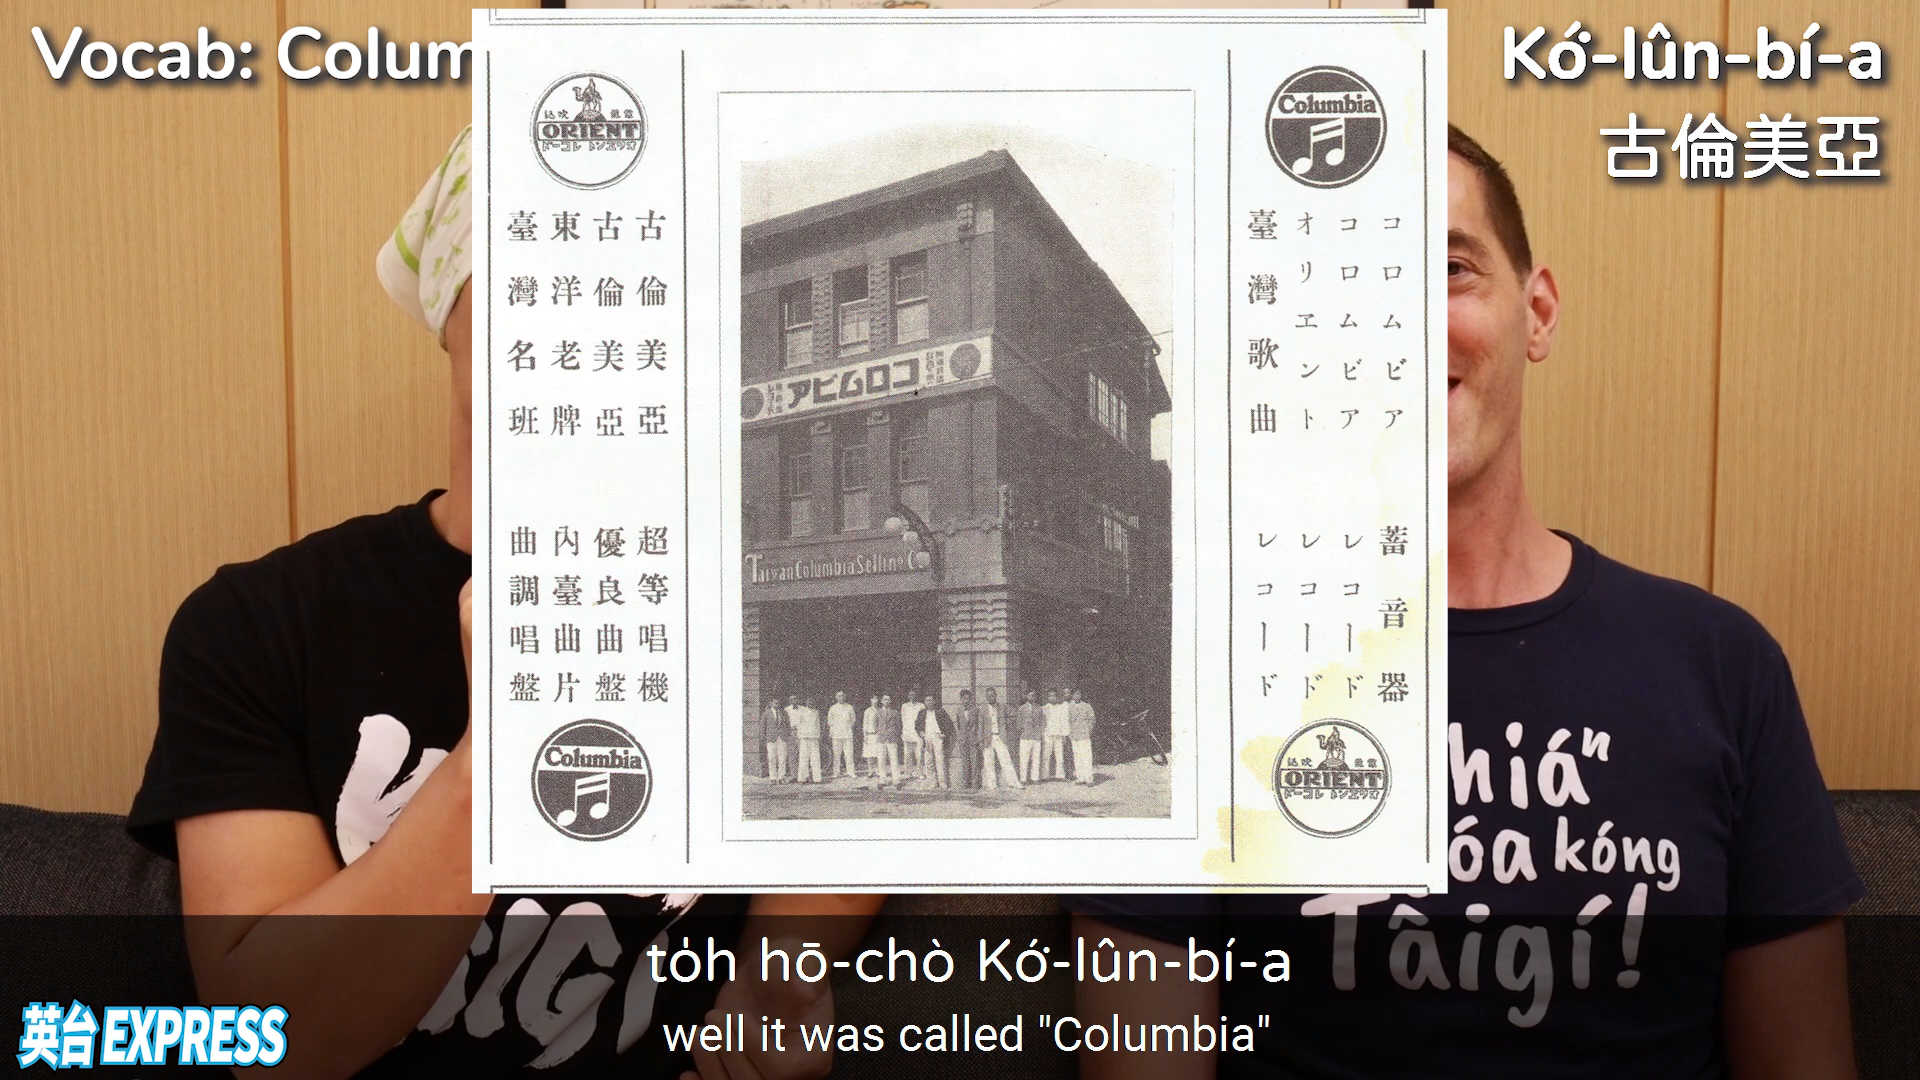 Vocab: Colum
Kó͘-lûn-bí-a
古倫美亞
Columbia
ORIENT
コロムビア 蓄音器
コロムビア レコード
オリヱント レコード
臺灣歌曲 レコード
コロムビア
Taiwan Columbia Selling C
古倫美亞 超等唱機
古倫美亞 優良曲盤
東洋老牌 內臺曲片
臺灣名班 曲調唱盤
Columbia
ORIENT
hiáⁿ
óa kóng
Tâigí!
to̍h hō-chò Kó͘-lûn-bí-a
well it was called "Columbia"
英台 EXPRESS